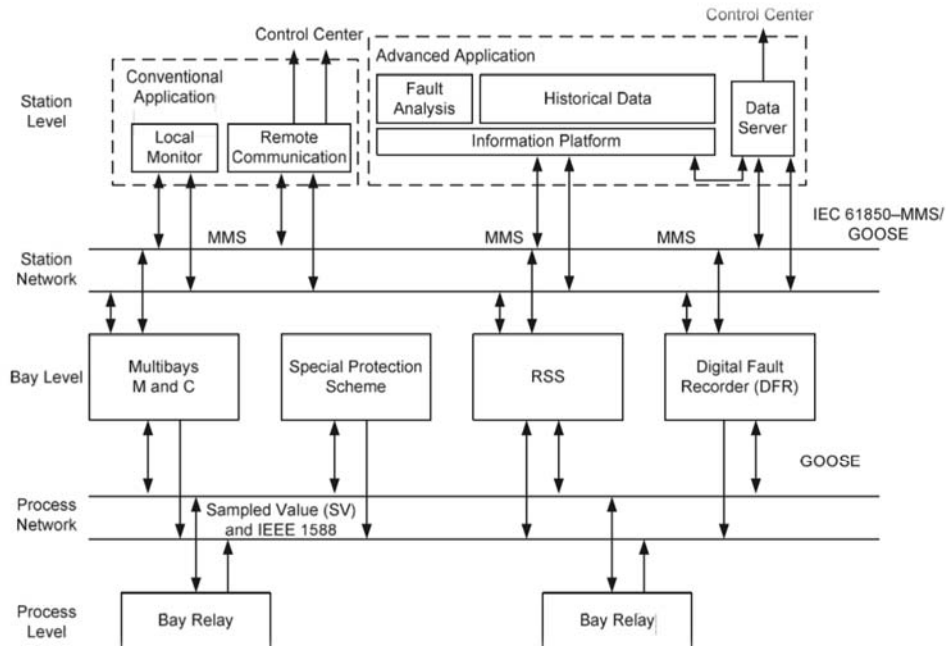 Control Center
Control Center
Advanced Application
Conventional
Application
Fault
Analysis
Historical Data
Data
Server
Station
Level
Local
Monitor
Remote
Communication
Information Platform
IEC 61850–MMS/
GOOSE
MMS
MMS
MMS
Station
Network
Bay Level
Multibays
M and C
Special Protection
Scheme
RSS
Digital Fault
Recorder (DFR)
GOOSE
Process
Network
Sampled Value (SV)
and IEEE 1588
Process
Level
Bay Relay
Bay Relay